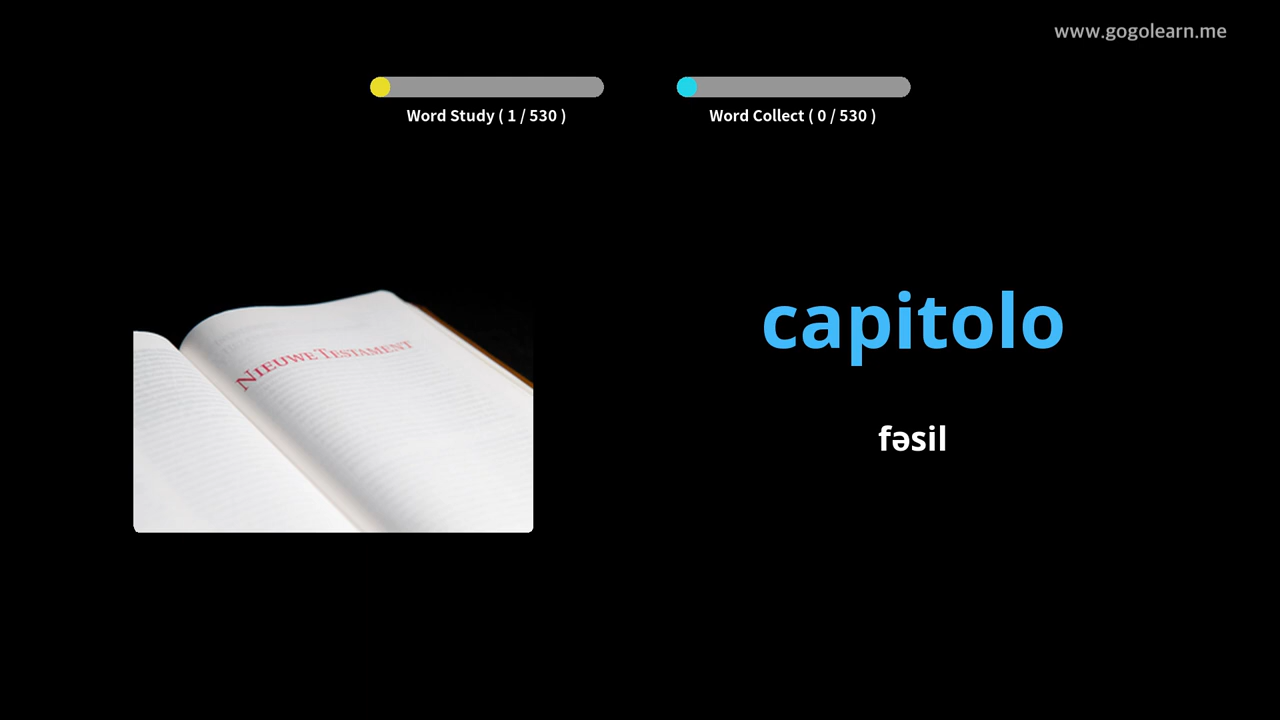 www.gogolearn.me
Word Study ( 1 / 530 )
Word Collect ( 0 / 530 )
NIEUWE TESTAMENT
capitolo
fəsil